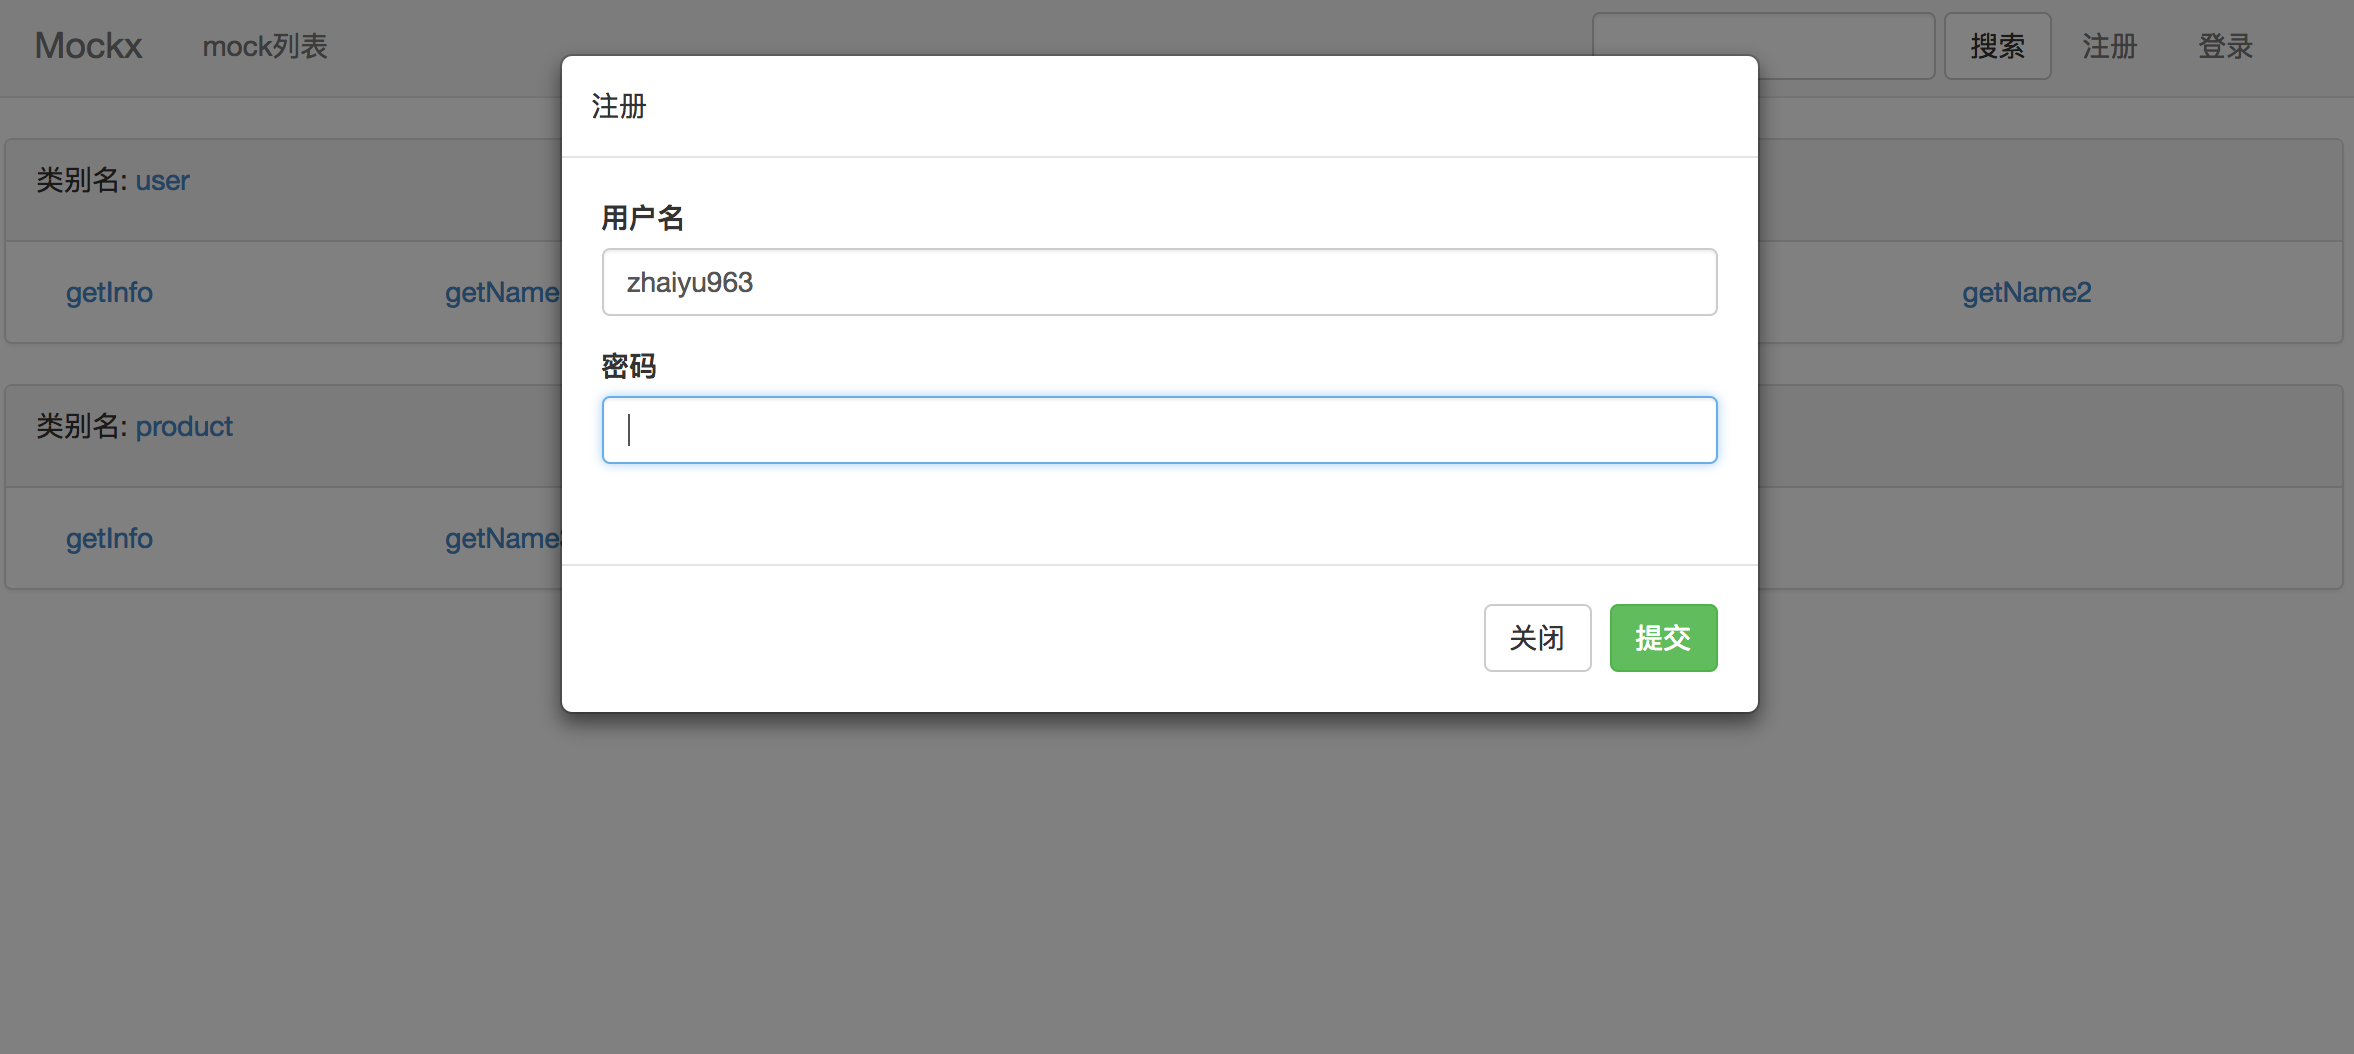 Mockx mock列表 搜索 注册 登录
注册
类别名: user
用户名
zhaiyu963
getInfo getName getName2
密码
类别名: product
getInfo getName
关闭 提交